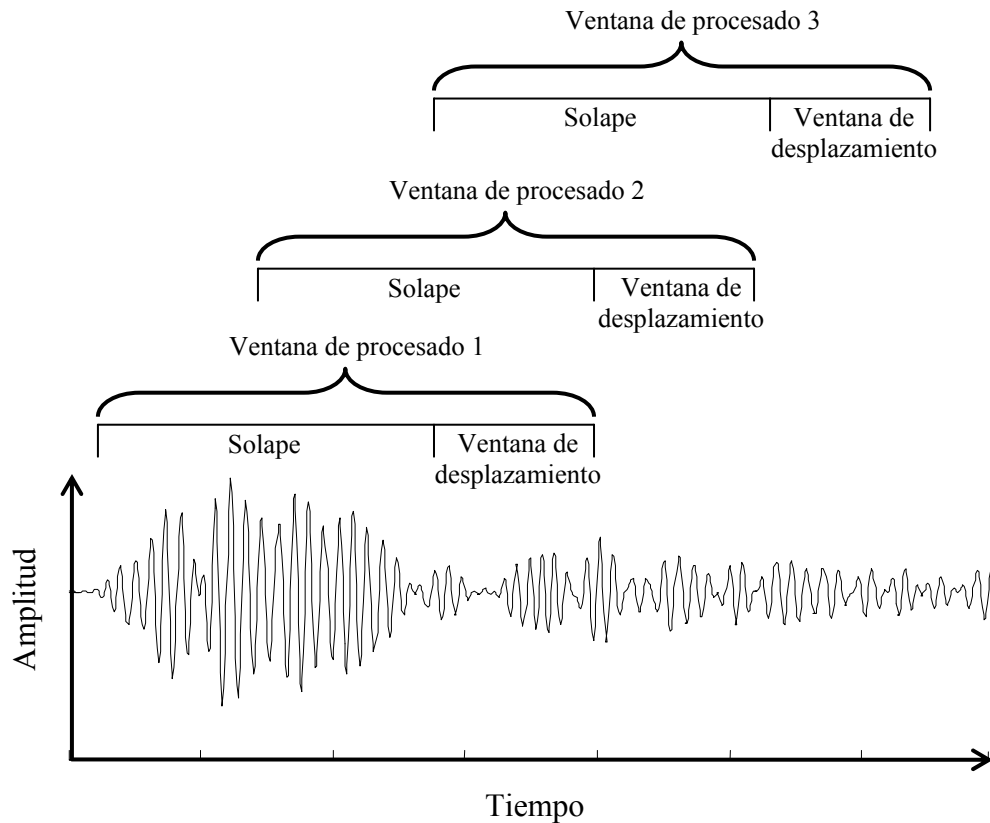 Ventana de procesado 3
Solape
Ventana de
desplazamiento
Ventana de procesado 2
Solape
Ventana de
desplazamiento
Ventana de procesado 1
Solape
Ventana de
desplazamiento
Amplitud
Tiempo